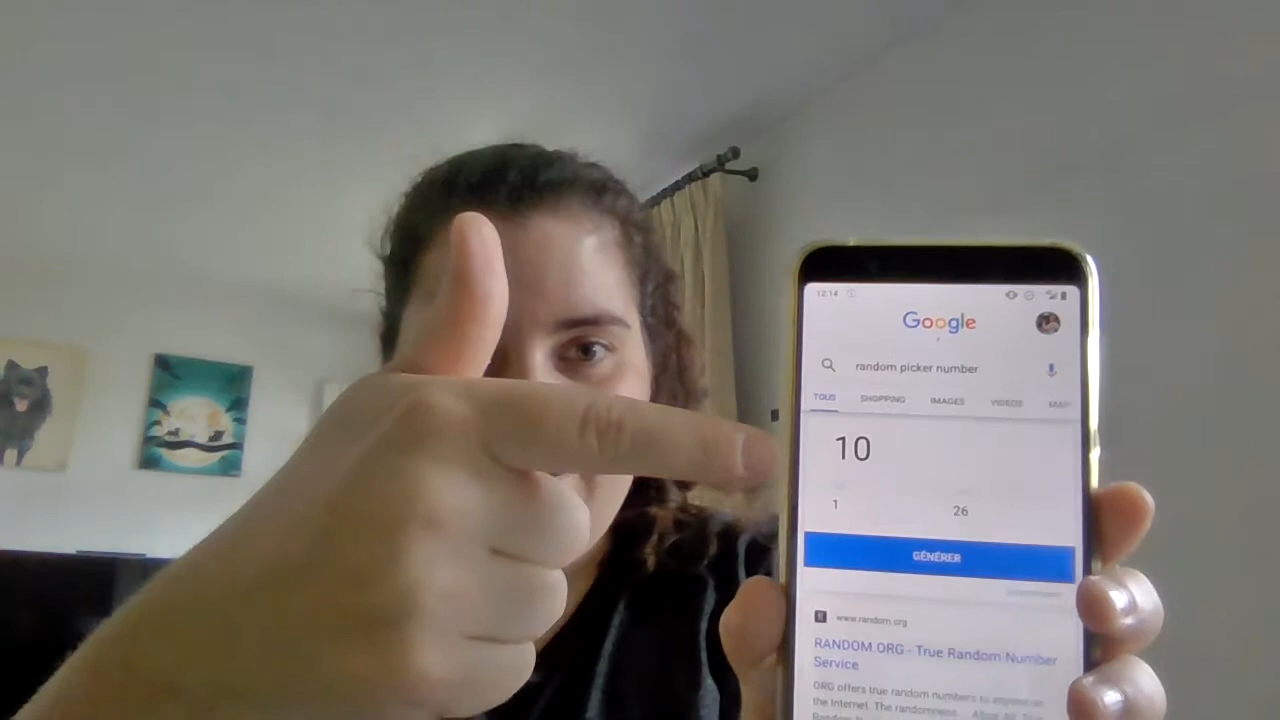 12:14
Google
random picker number
TOUS SHOPPING IMAGES VIDÉOS
10
1 26
GÉNÉRER
www.random.org
RANDOM.ORG - True Random Number
Service
ORG offers true random numbers to anyone on
the Internet. The randomness